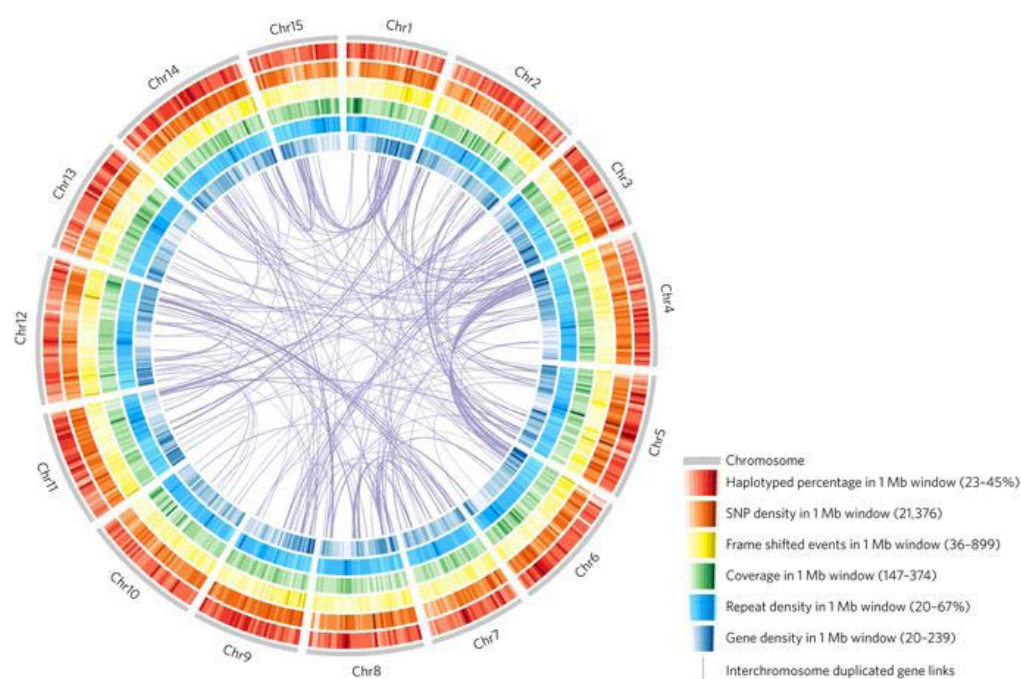 Chr15
Chr1
Chr14
Chr2
Chr13
Chr3
Chr12
Chr4
Chr11
Chr5
Chr10
Chr6
Chr9
Chr8
Chr7
Chromosome
Haplotyped percentage in 1 Mb window (23–45%)
SNP density in 1 Mb window (21,376)
Frame shifted events in 1 Mb window (36–899)
Coverage in 1 Mb window (147–374)
Repeat density in 1 Mb window (20–67%)
Gene density in 1 Mb window (20–239)
Interchromosome duplicated gene links